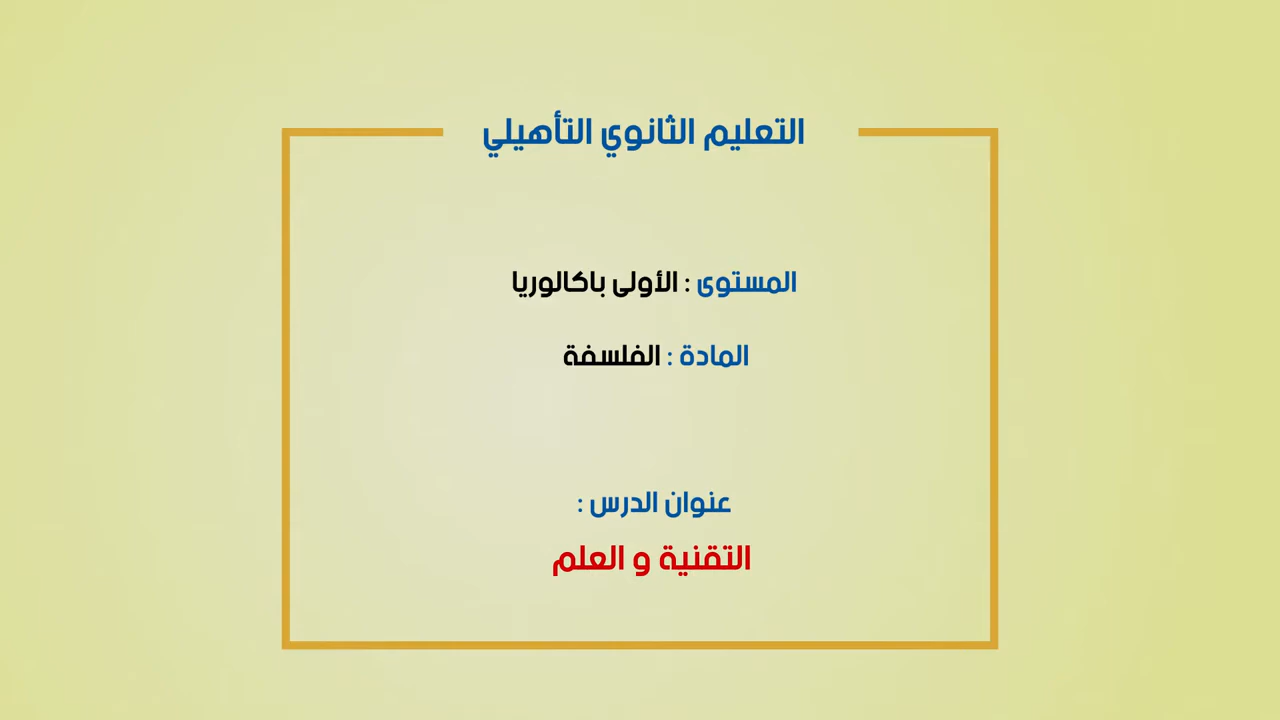 التعليم الثانوي التأهيلي
المستوى : الأولى باكالوريا
المادة : الفلسفة
عنوان الدرس :
التقنية و العلم